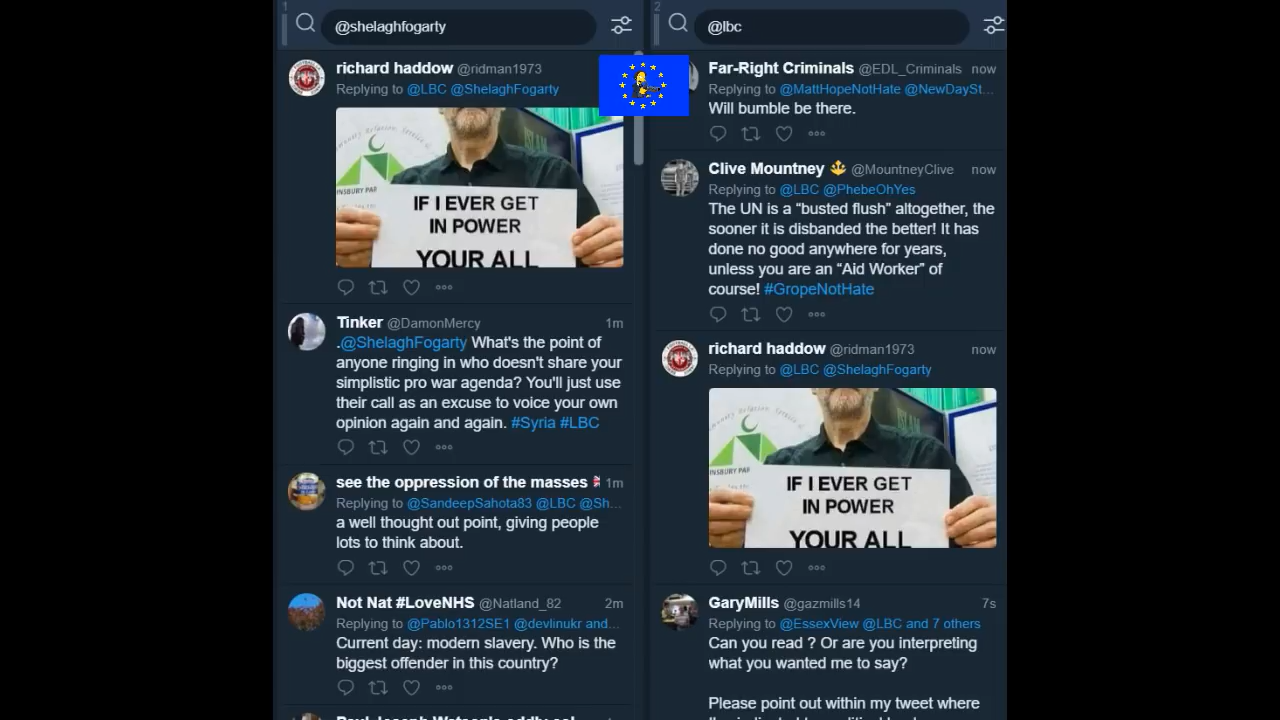 1
@shelaghfogarty
richard haddow @ridman1973
Replying to @LBC @ShelaghFogarty
ISLAM
NSBURY PAR
IF I EVER GET
IN POWER
YOUR ALL
Tinker @DamonMercy 1m
.@ShelaghFogarty What's the point of
anyone ringing in who doesn't share your
simplistic pro war agenda? You'll just use
their call as an excuse to voice your own
opinion again and again. #Syria #LBC
see the oppression of the masses 1m
Replying to @SandeepSahota83 @LBC @Sh...
a well thought out point, giving people
lots to think about.
Not Nat #LoveNHS @Natland_82 2m
Replying to @Pablo1312SE1 @devlinukr and...
Current day: modern slavery. Who is the
biggest offender in this country?
2
@lbc
Far-Right Criminals @EDL_Criminals now
Replying to @MattHopeNotHate @NewDaySt...
Will bumble be there.
Clive Mountney @MountneyClive now
Replying to @LBC @PhebeOhYes
The UN is a “busted flush” altogether, the
sooner it is disbanded the better! It has
done no good anywhere for years,
unless you are an “Aid Worker” of
course! #GropeNotHate
richard haddow @ridman1973 now
Replying to @LBC @ShelaghFogarty
ISLAM
INSBURY PAR
IF I EVER GET
IN POWER
YOUR ALL
GaryMills @gazmills14 7s
Replying to @EssexView @LBC and 7 others
Can you read ? Or are you interpreting
what you wanted me to say?
Please point out within my tweet where